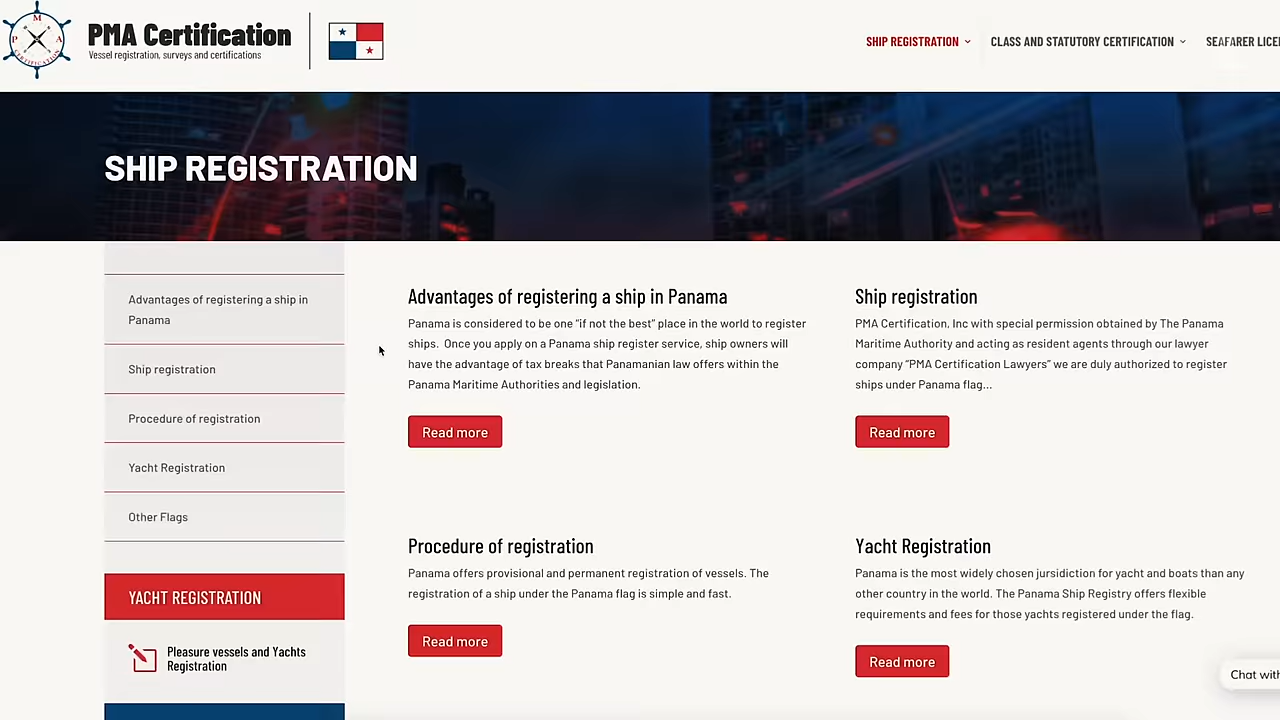 PMA Certification
Vessel registration, surveys and certifications
SHIP REGISTRATION
CLASS AND STATUTORY CERTIFICATION
SEAFARER
SHIP REGISTRATION
Advantages of registering a ship in
Panama
Ship registration
Procedure of registration
Yacht Registration
Other Flags
YACHT REGISTRATION
Pleasure vessels and Yachts
Registration
Advantages of registering a ship in Panama
Panama is considered to be one “if not the best” place in the world to register
ships. Once you apply on a Panama ship register service, ship owners will
have the advantage of tax breaks that Panamanian law offers within the
Panama Maritime Authorities and legislation.
Read more
Ship registration
PMA Certification, Inc with special permission obtained by The Panama
Maritime Authority and acting as resident agents through our lawyer
company “PMA Certification Lawyers” we are duly authorized to register
ships under Panama flag...
Read more
Procedure of registration
Panama offers provisional and permanent registration of vessels. The
registration of a ship under the Panama flag is simple and fast.
Read more
Yacht Registration
Panama is the most widely chosen jursidiction for yacht and boats than any
other country in the world. The Panama Ship Registry offers flexible
requirements and fees for those yachts registered under the flag.
Read more
Chat with